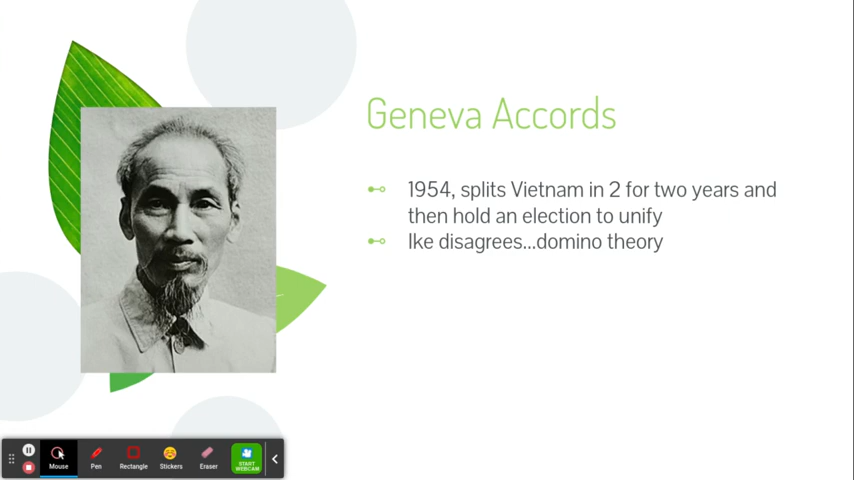 Geneva Accords
1954, splits Vietnam in 2 for two years and
then hold an election to unify
Ike disagrees...domino theory
Mouse
Pen
Rectangle
Stickers
Eraser
START
WEBCAM